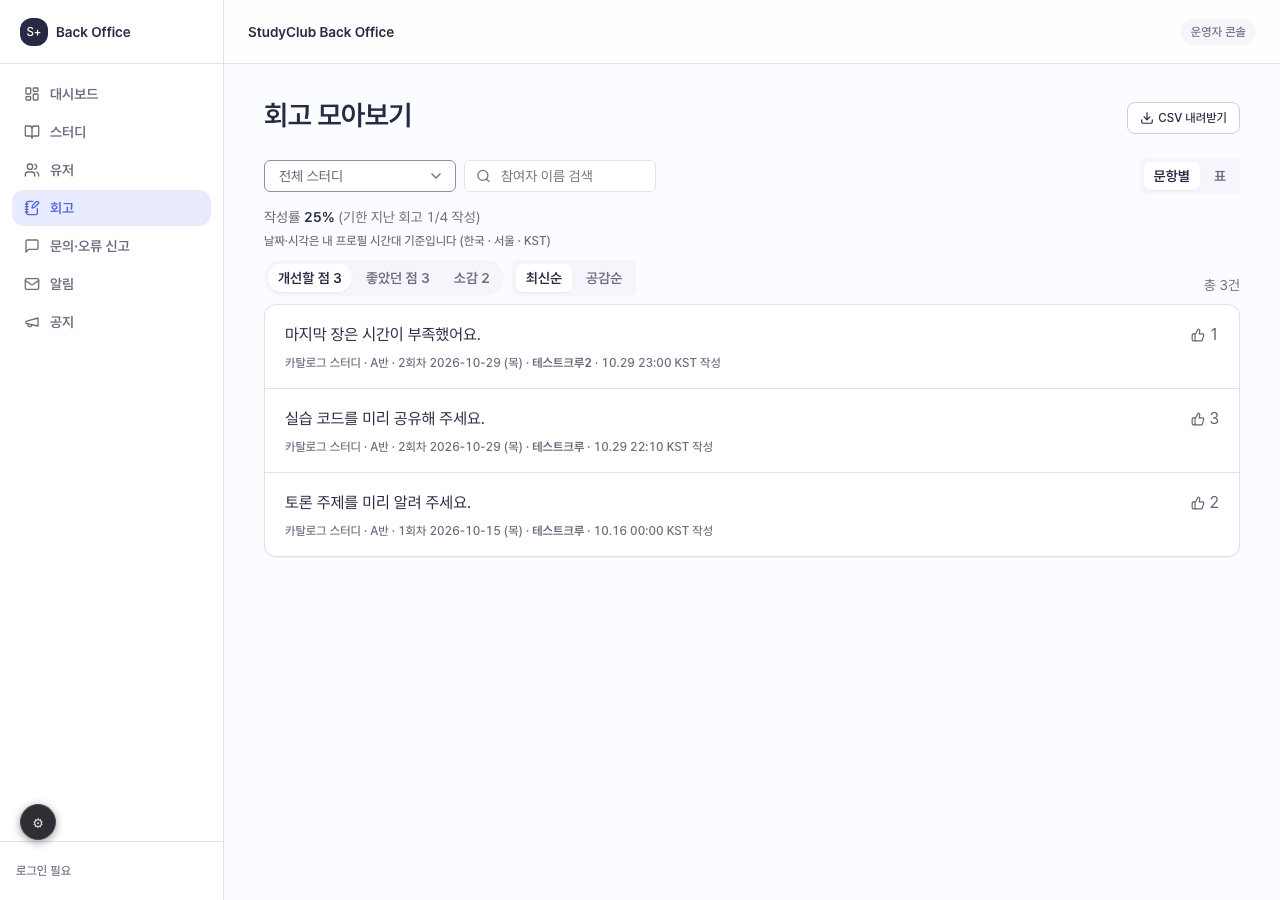 S+ Back Office
StudyClub Back Office
운영자 콘솔
대시보드
스터디
유저
회고
문의·오류 신고
알림
공지
로그인 필요
회고 모아보기
CSV 내려받기
전체 스터디
참여자 이름 검색
문항별 표
작성률 25% (기한 지난 회고 1/4 작성)
날짜·시각은 내 프로필 시간대 기준입니다 (한국 · 서울 · KST)
개선할 점 3 좋았던 점 3 소감 2 최신순 공감순
총 3건
마지막 장은 시간이 부족했어요. 1
카탈로그 스터디 · A반 · 2회차 2026-10-29 (목) · 테스트크루2 · 10.29 23:00 KST 작성
실습 코드를 미리 공유해 주세요. 3
카탈로그 스터디 · A반 · 2회차 2026-10-29 (목) · 테스트크루 · 10.29 22:10 KST 작성
토론 주제를 미리 알려 주세요. 2
카탈로그 스터디 · A반 · 1회차 2026-10-15 (목) · 테스트크루 · 10.16 00:00 KST 작성